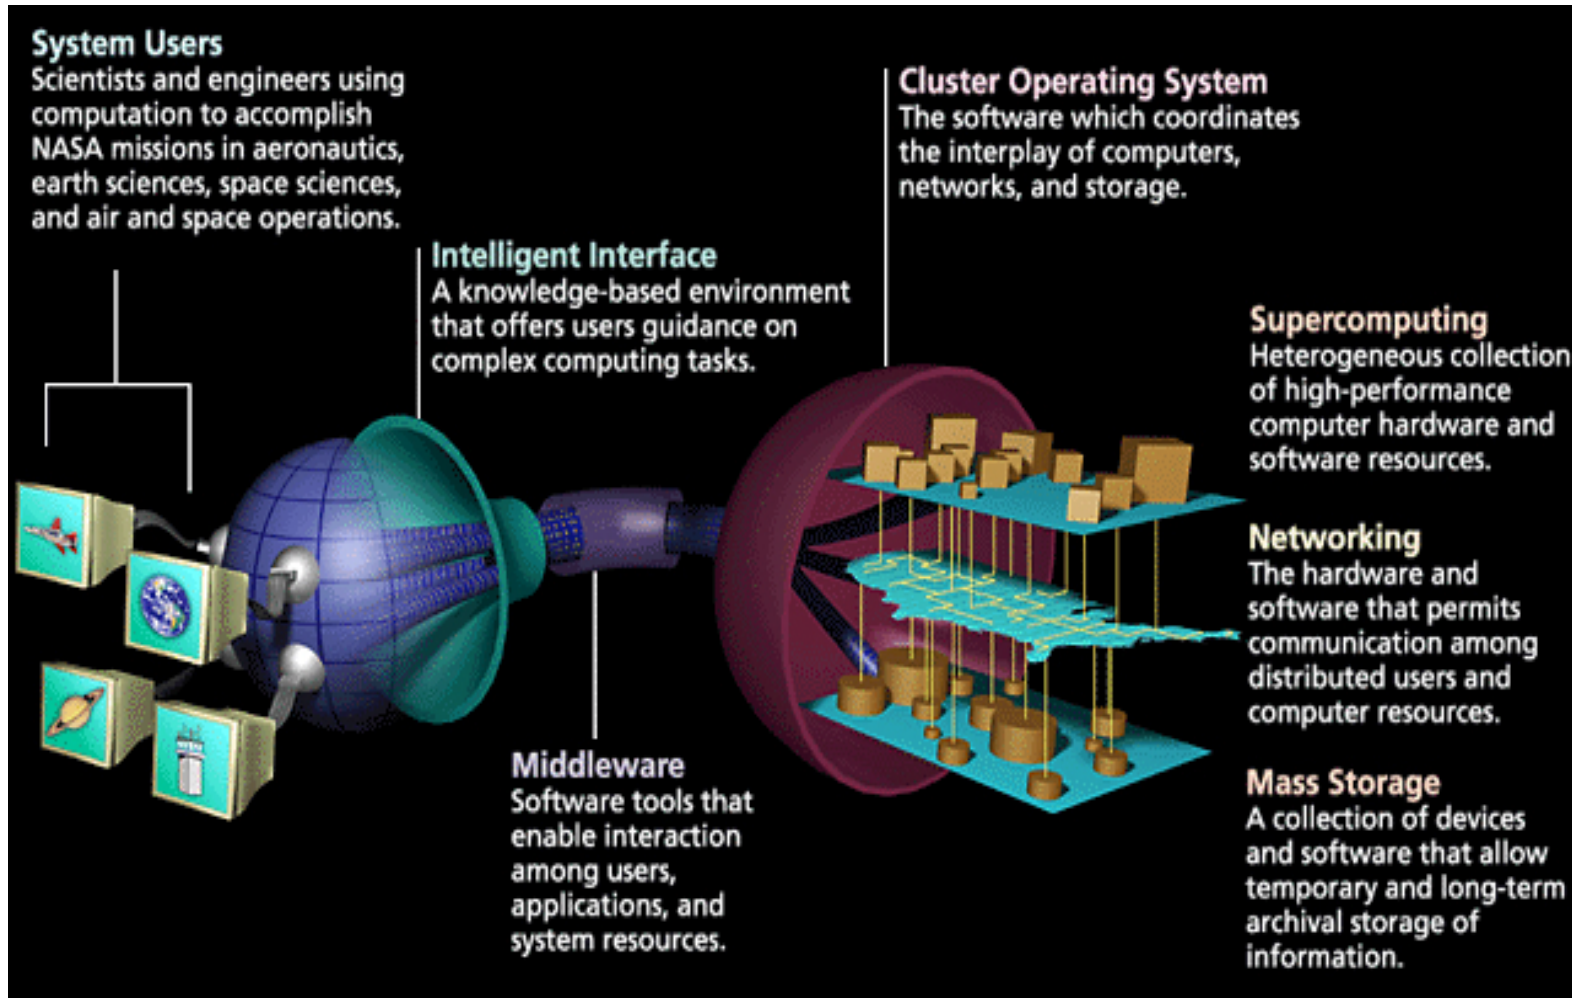 System Users
Scientists and engineers using
computation to accomplish
NASA missions in aeronautics,
earth sciences, space sciences,
and air and space operations.
Intelligent Interface
A knowledge-based environment
that offers users guidance on
complex computing tasks.
Cluster Operating System
The software which coordinates
the interplay of computers,
networks, and storage.
Supercomputing
Heterogeneous collection
of high-performance
computer hardware and
software resources.
Networking
The hardware and
software that permits
communication among
distributed users and
computer resources.
Middleware
Software tools that
enable interaction
among users,
applications, and
system resources.
Mass Storage
A collection of devices
and software that allow
temporary and long-term
archival storage of
information.